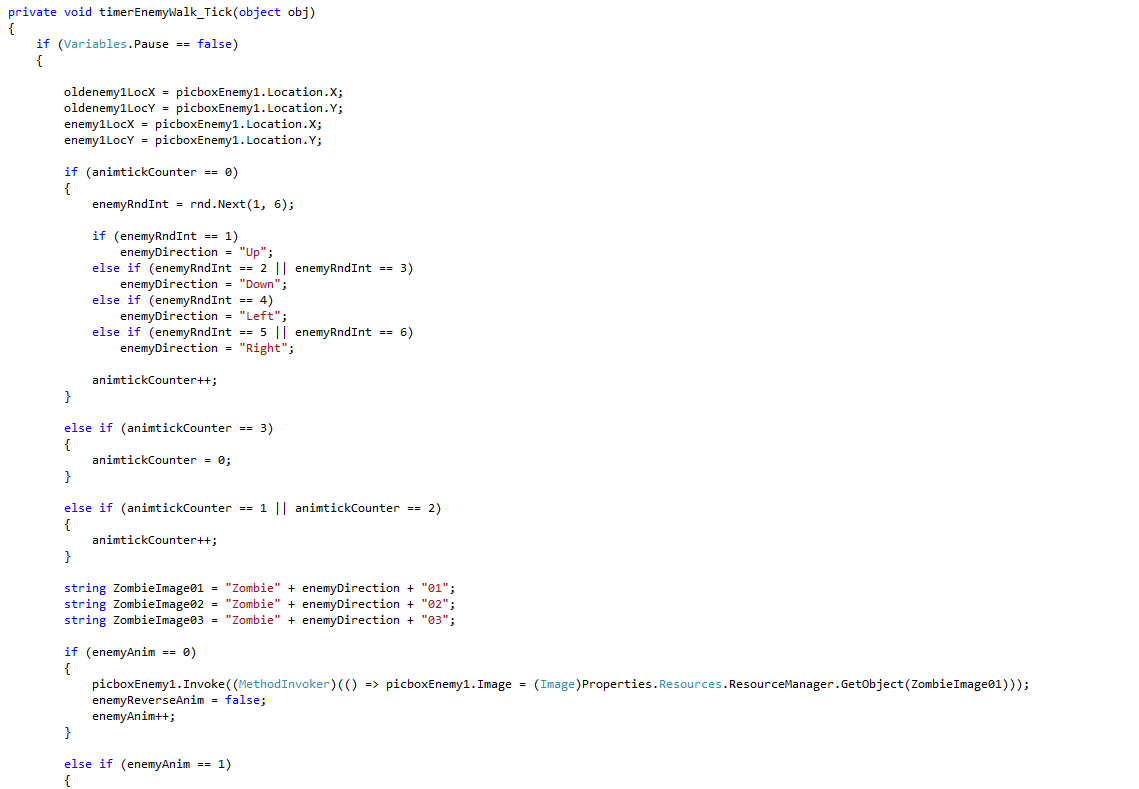 private void timerEnemyWalk_Tick(object obj)
{
    if (Variables.Pause == false)
    {

        oldenemy1LocX = picboxEnemy1.Location.X;
        oldenemy1LocY = picboxEnemy1.Location.Y;
        enemy1LocX = picboxEnemy1.Location.X;
        enemy1LocY = picboxEnemy1.Location.Y;

        if (animtickCounter == 0)
        {
            enemyRndInt = rnd.Next(1, 6);

            if (enemyRndInt == 1)
                enemyDirection = "Up";
            else if (enemyRndInt == 2 || enemyRndInt == 3)
                enemyDirection = "Down";
            else if (enemyRndInt == 4)
                enemyDirection = "Left";
            else if (enemyRndInt == 5 || enemyRndInt == 6)
                enemyDirection = "Right";

            animtickCounter++;
        }

        else if (animtickCounter == 3)
        {
            animtickCounter = 0;
        }

        else if (animtickCounter == 1 || animtickCounter == 2)
        {
            animtickCounter++;
        }

        string ZombieImage01 = "Zombie" + enemyDirection + "01";
        string ZombieImage02 = "Zombie" + enemyDirection + "02";
        string ZombieImage03 = "Zombie" + enemyDirection + "03";

        if (enemyAnim == 0)
        {
            picboxEnemy1.Invoke((MethodInvoker)(() => picboxEnemy1.Image = (Image)Properties.Resources.ResourceManager.GetObject(ZombieImage01)));
            enemyReverseAnim = false;
            enemyAnim++;
        }

        else if (enemyAnim == 1)
        {